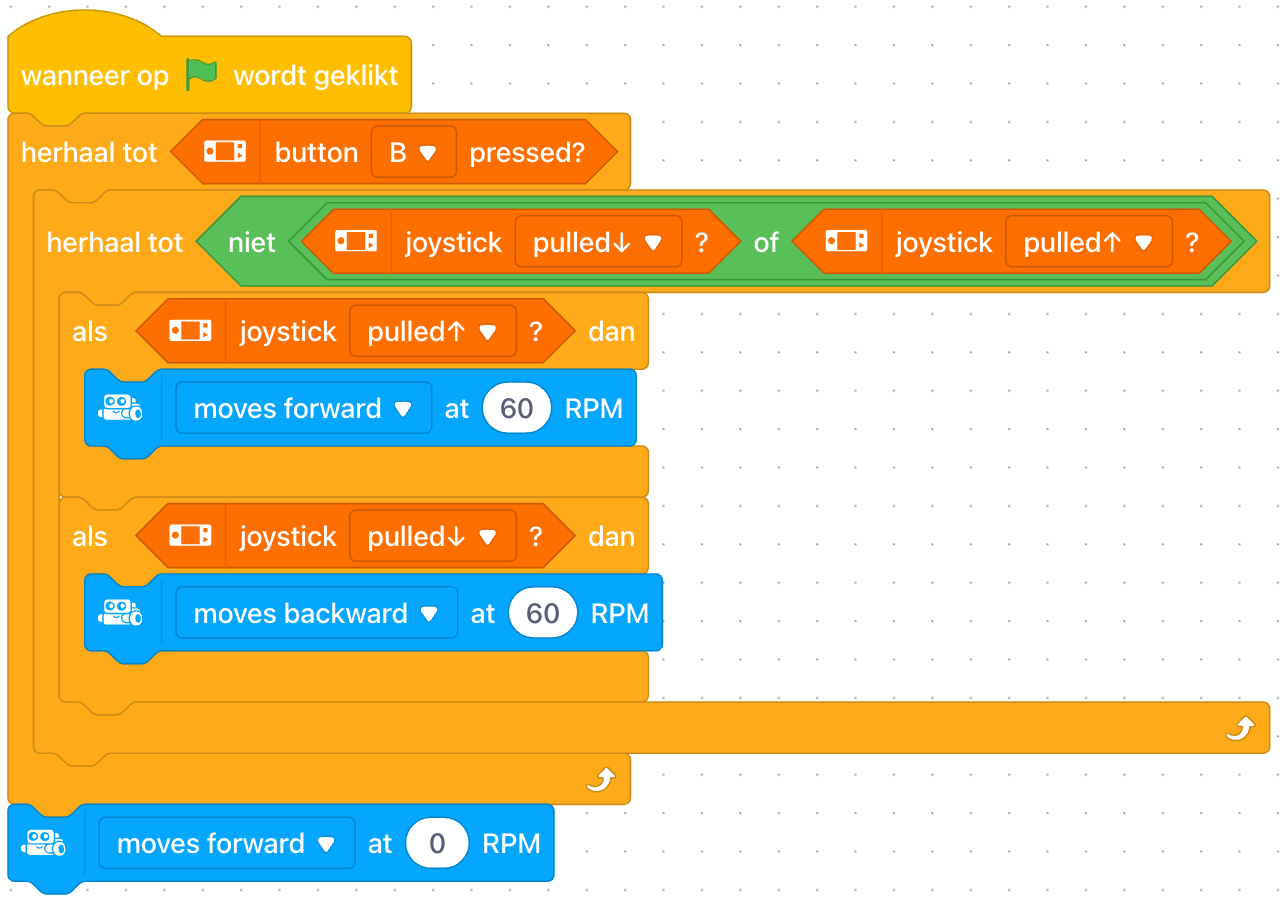 wanneer op wordt geklikt
herhaal tot button B pressed?
herhaal tot niet joystick pulled↓ ? of joystick pulled↑ ?
als joystick pulled↑ ? dan
moves forward at 60 RPM
als joystick pulled↓ ? dan
moves backward at 60 RPM
moves forward at 0 RPM